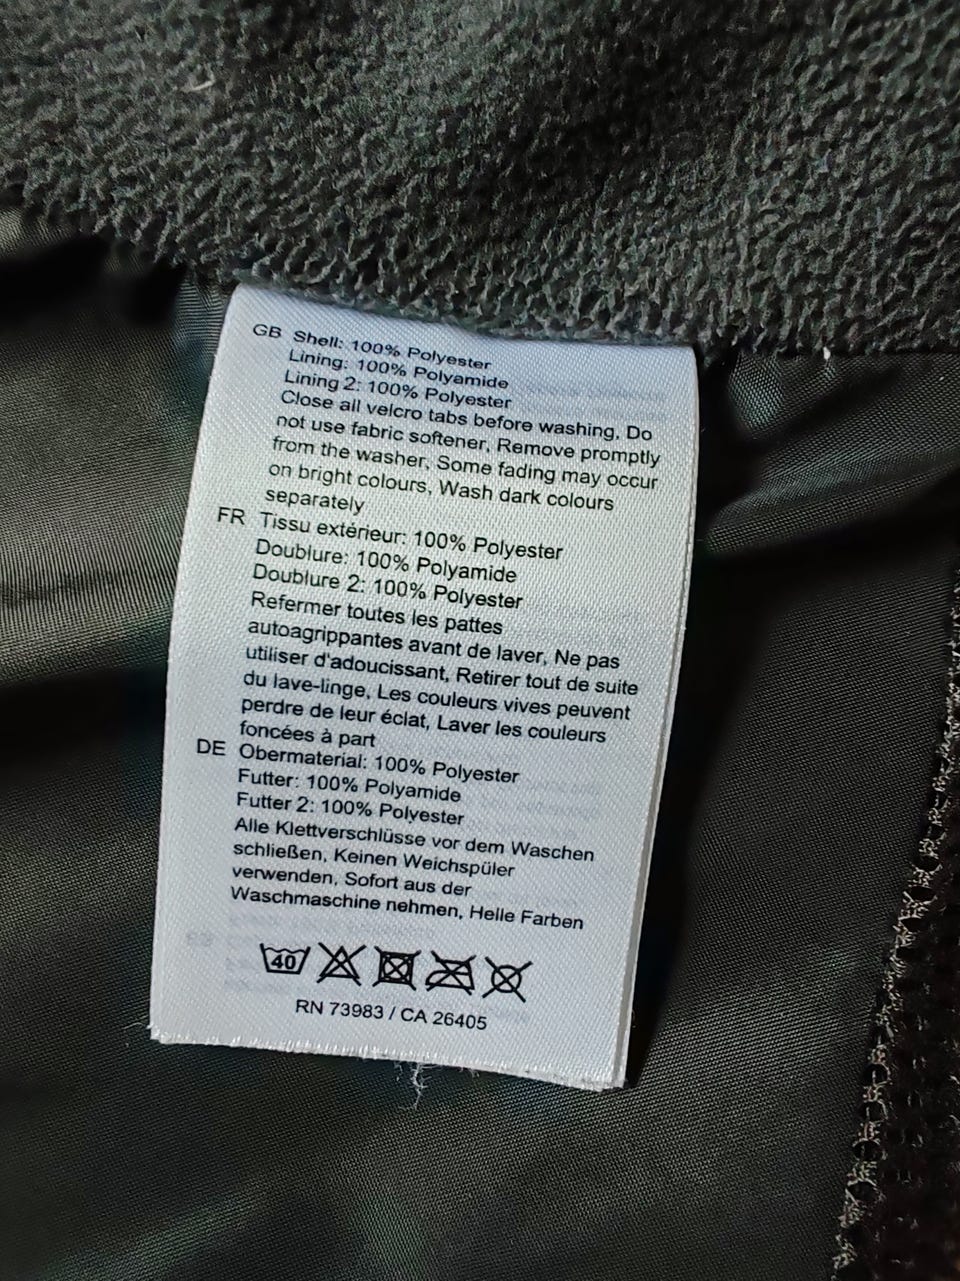 GB Shell: 100% Polyester
Lining: 100% Polyamide
Lining 2: 100% Polyester
Close all velcro tabs before washing, Do
not use fabric softener, Remove promptly
from the washer, Some fading may occur
on bright colours, Wash dark colours
separately
FR Tissu extérieur: 100% Polyester
Doublure: 100% Polyamide
Doublure 2: 100% Polyester
Refermer toutes les pattes
autoagrippantes avant de laver, Ne pas
utiliser d'adoucissant, Retirer tout de suite
du lave-linge, Les couleurs vives peuvent
perdre de leur éclat, Laver les couleurs
foncées à part
DE Obermaterial: 100% Polyester
Futter: 100% Polyamide
Futter 2: 100% Polyester
Alle Klettverschlüsse vor dem Waschen
schließen, Keinen Weichspüler
verwenden, Sofort aus der
Waschmaschine nehmen, Helle Farben
40
RN 73983 / CA 26405